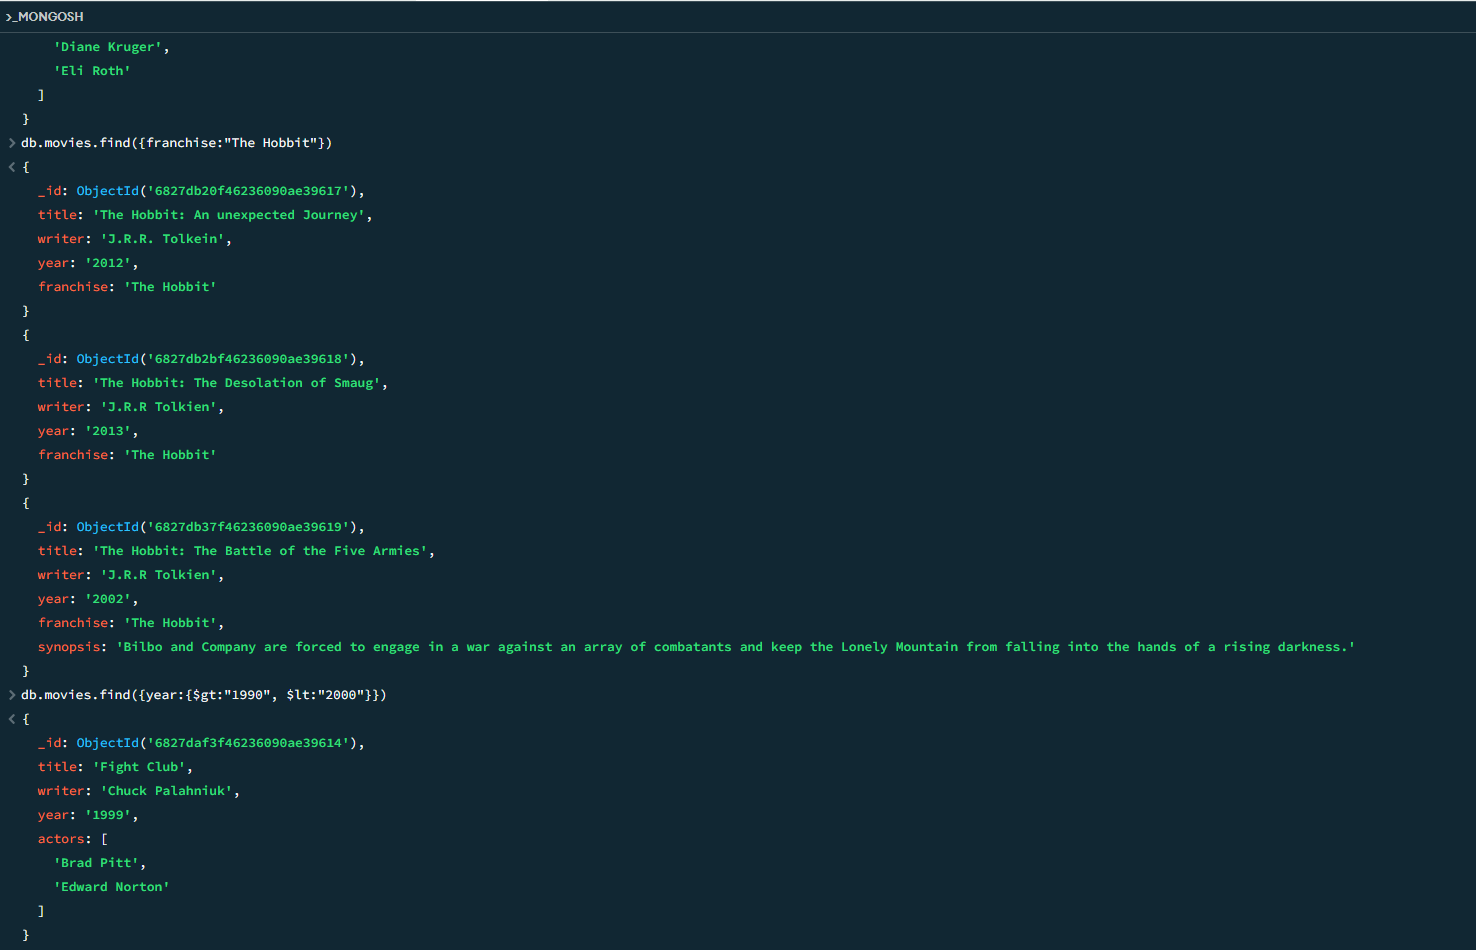 >_MONGOSH
'Diane Kruger',
'Eli Roth'
]
}
> db.movies.find({franchise:"The Hobbit"})
< {
_id: ObjectId('6827db20f46236090ae39617'),
title: 'The Hobbit: An unexpected Journey',
writer: 'J.R.R. Tolkein',
year: '2012',
franchise: 'The Hobbit'
}
{
_id: ObjectId('6827db2bf46236090ae39618'),
title: 'The Hobbit: The Desolation of Smaug',
writer: 'J.R.R Tolkien',
year: '2013',
franchise: 'The Hobbit'
}
{
_id: ObjectId('6827db37f46236090ae39619'),
title: 'The Hobbit: The Battle of the Five Armies',
writer: 'J.R.R Tolkien',
year: '2002',
franchise: 'The Hobbit',
synopsis: 'Bilbo and Company are forced to engage in a war against an array of combatants and keep the Lonely Mountain from falling into the hands of a rising darkness.'
}
> db.movies.find({year:{$gt:"1990", $lt:"2000"}})
< {
_id: ObjectId('6827daf3f46236090ae39614'),
title: 'Fight Club',
writer: 'Chuck Palahniuk',
year: '1999',
actors: [
'Brad Pitt',
'Edward Norton'
]
}